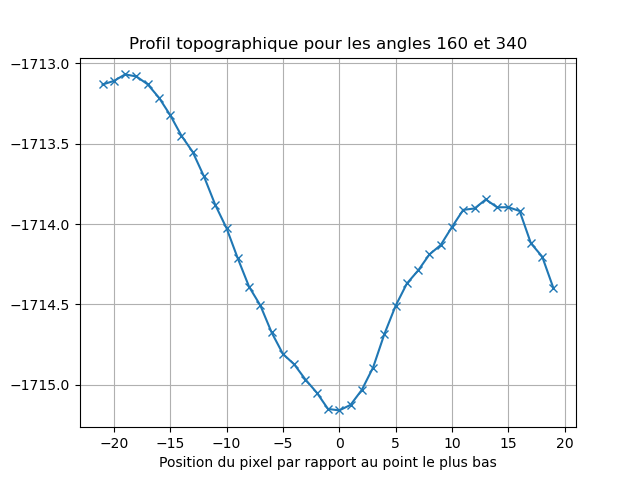 Profil topographique pour les angles 160 et 340
−1713.0
−1713.5
−1714.0
−1714.5
−1715.0
−20 −15 −10 −5 0 5 10 15 20
Position du pixel par rapport au point le plus bas